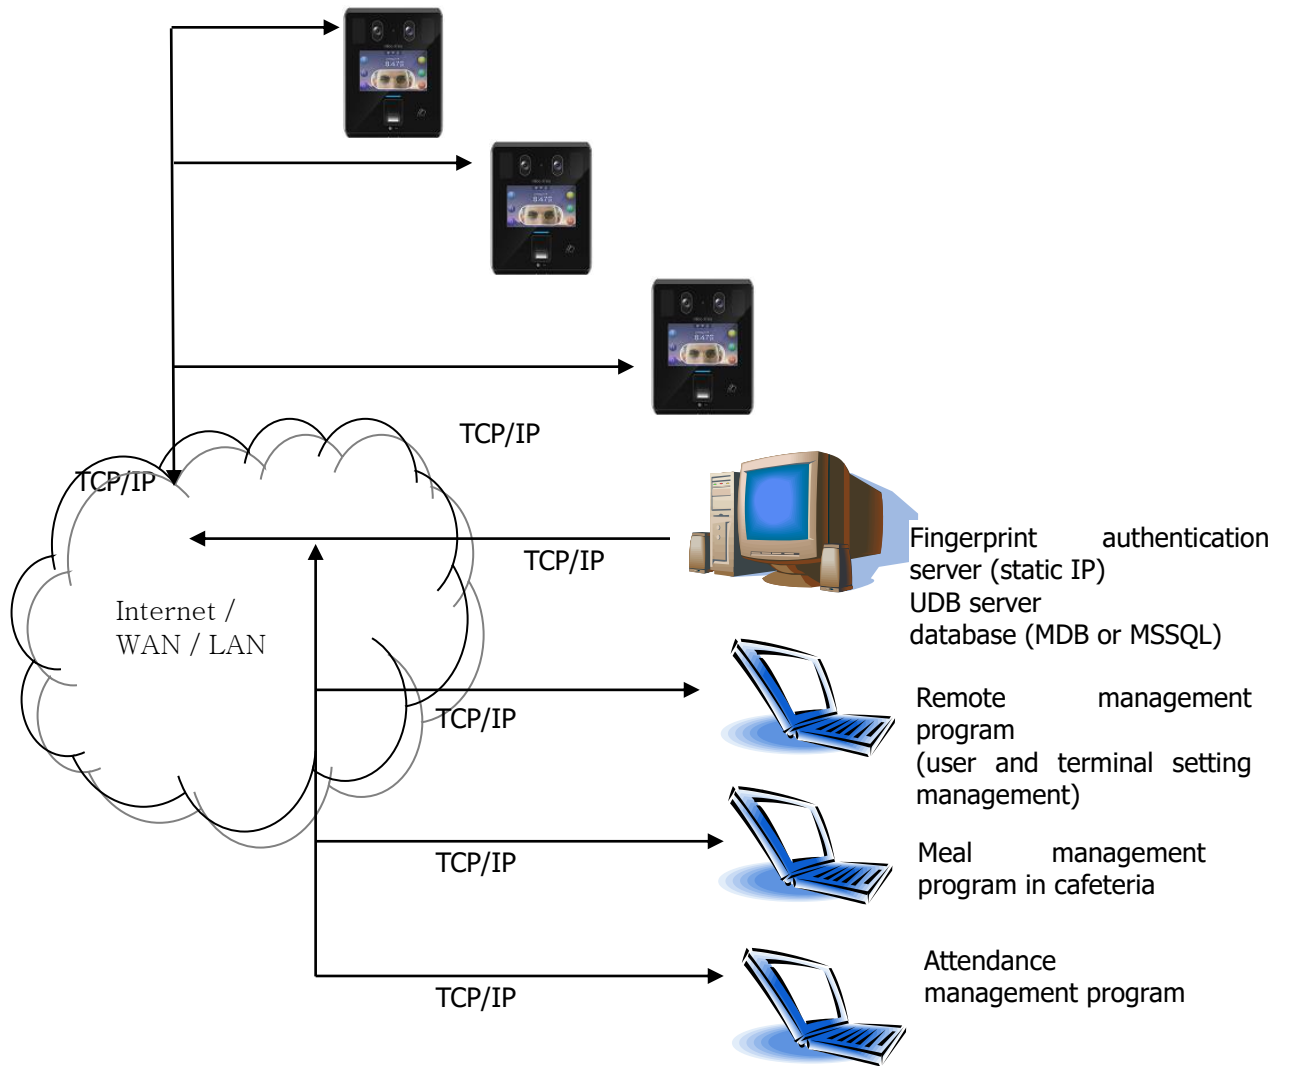 TCP/IP
TCP/IP
TCP/IP
Fingerprint authentication
server (static IP)
UDB server
database (MDB or MSSQL)
Internet /
WAN / LAN
TCP/IP
Remote management
program
(user and terminal setting
management)
TCP/IP
Meal management
program in cafeteria
TCP/IP
Attendance
management program